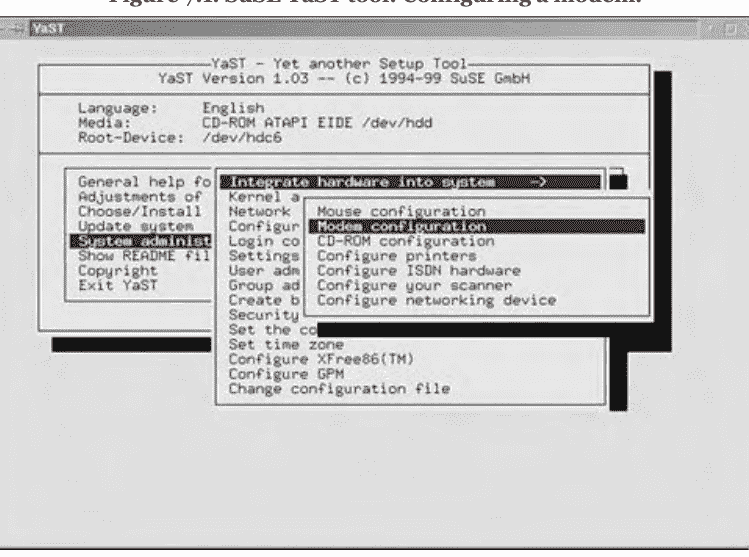 Figure 7.1. SuSE YaST tool: Configuring a modem.
YaST
YaST - Yet another Setup Tool
YaST Version 1.03 -- (c) 1994-99 SuSE GmbH
Language: English
Media: CD-ROM ATAPI EIDE /dev/hdd
Root-Device: /dev/hdc6
General help fo
Adjustments of
Choose/Install
Update system
System administ
Show README fil
Copyright
Exit YaST
Integrate hardware into system ->
Kernel a
Network
Configur
Login co
Settings
User adm
Group ad
Create b
Security
Set the co
Set time zone
Configure XFree86(TM)
Configure GPM
Change configuration file
Mouse configuration
Modem configuration
CD-ROM configuration
Configure printers
Configure ISDN hardware
Configure your scanner
Configure networking device